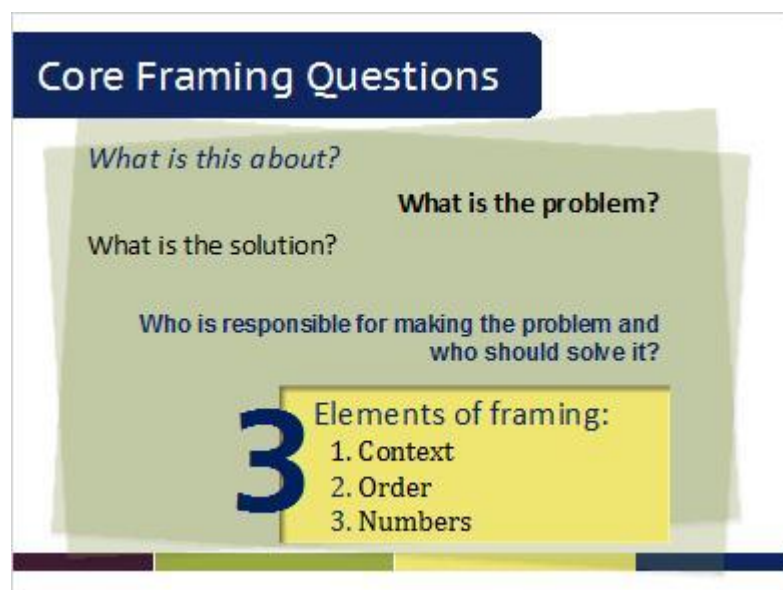 Core Framing Questions
What is this about?
What is the problem?
What is the solution?
Who is responsible for making the problem and
who should solve it?
3
Elements of framing:
1. Context
2. Order
3. Numbers